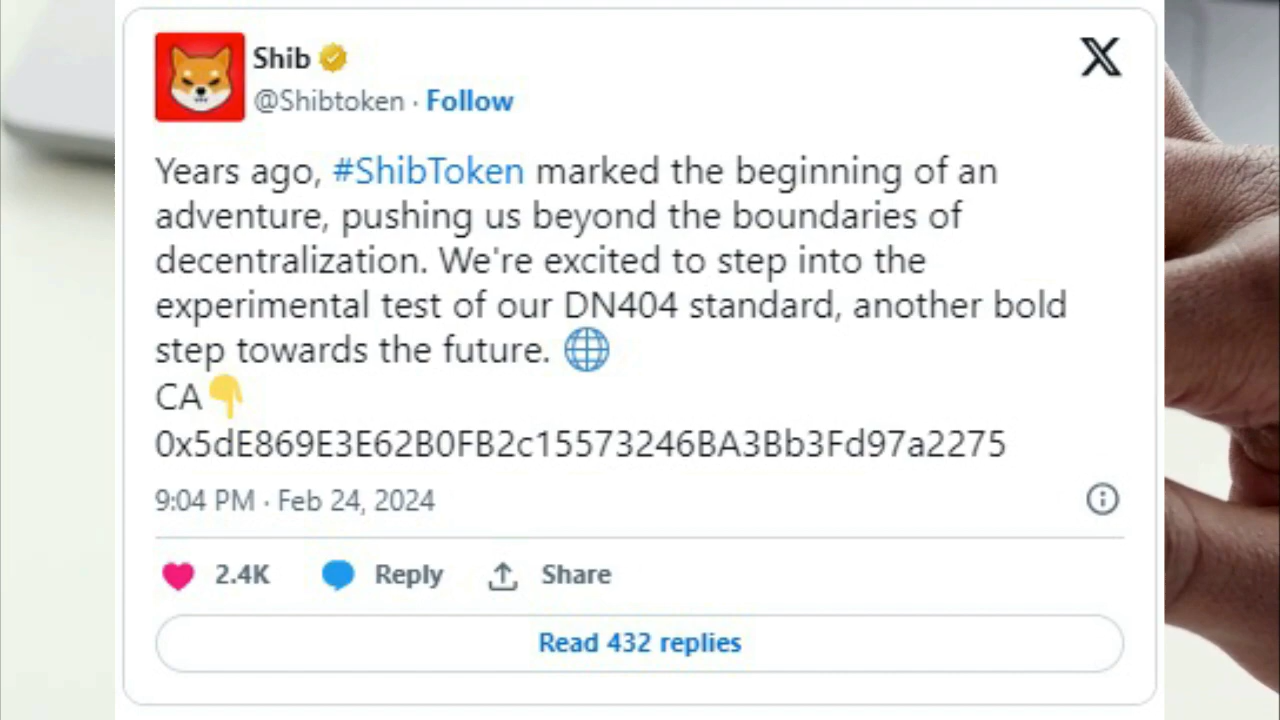 Shib
@Shibtoken · Follow
Years ago, #ShibToken marked the beginning of an
adventure, pushing us beyond the boundaries of
decentralization. We're excited to step into the
experimental test of our DN404 standard, another bold
step towards the future. 🌐
CA👇
0x5dE869E3E62B0FB2c15573246BA3Bb3Fd97a2275
9:04 PM · Feb 24, 2024
2.4K Reply Share
Read 432 replies